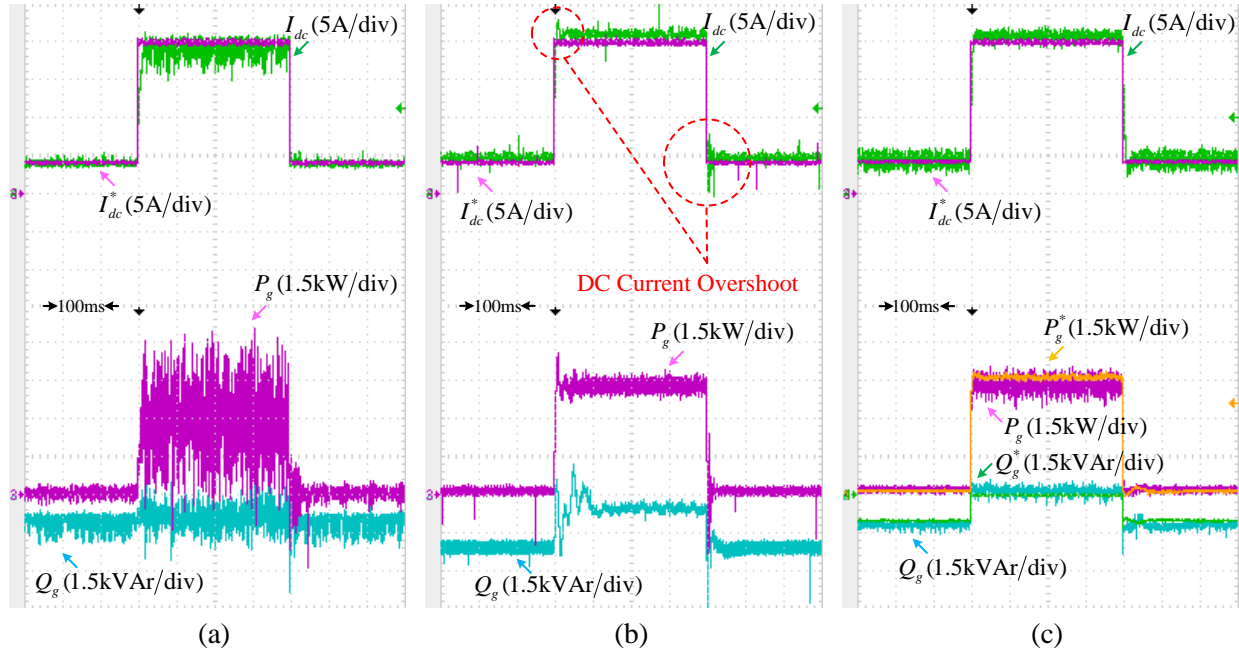 I_dc (5A/div)
I*_dc (5A/div)
100ms
P_g (1.5kW/div)
Q_g (1.5kVAr/div)
(a)
I_dc (5A/div)
I*_dc (5A/div)
DC Current Overshoot
100ms
P_g (1.5kW/div)
Q_g (1.5kVAr/div)
(b)
I_dc (5A/div)
I*_dc (5A/div)
100ms
P*_g (1.5kW/div)
P_g (1.5kW/div)
Q*_g (1.5kVAr/div)
Q_g (1.5kVAr/div)
(c)